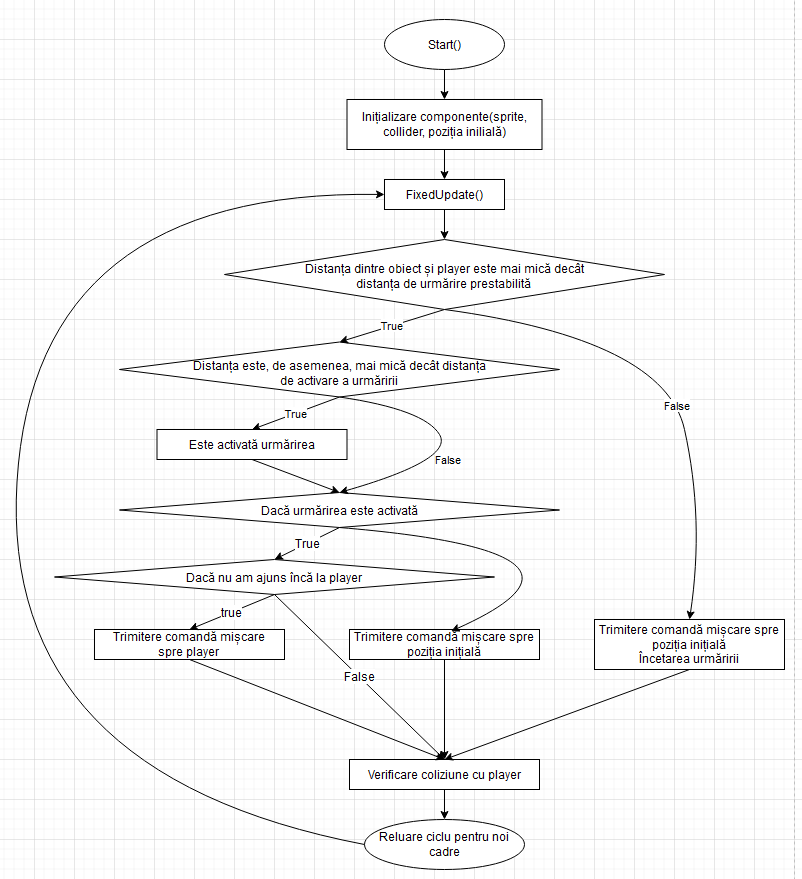 Start()
Inițializare componente(sprite,
collider, poziția inilială)
FixedUpdate()
Distanța dintre obiect și player este mai mică decât
distanța de urmărire prestabilită
True
Distanța este, de asemenea, mai mică decât distanța
de activare a urmăririi
False
True
Este activată urmărirea
False
Dacă urmărirea este activată
True
Dacă nu am ajuns încă la player
true
Trimitere comandă mișcare
spre player
Trimitere comandă mișcare spre
poziția inițială
Trimitere comandă mișcare spre
poziția inițială
Încetarea urmăririi
False
Verificare coliziune cu player
Reluare ciclu pentru noi
cadre